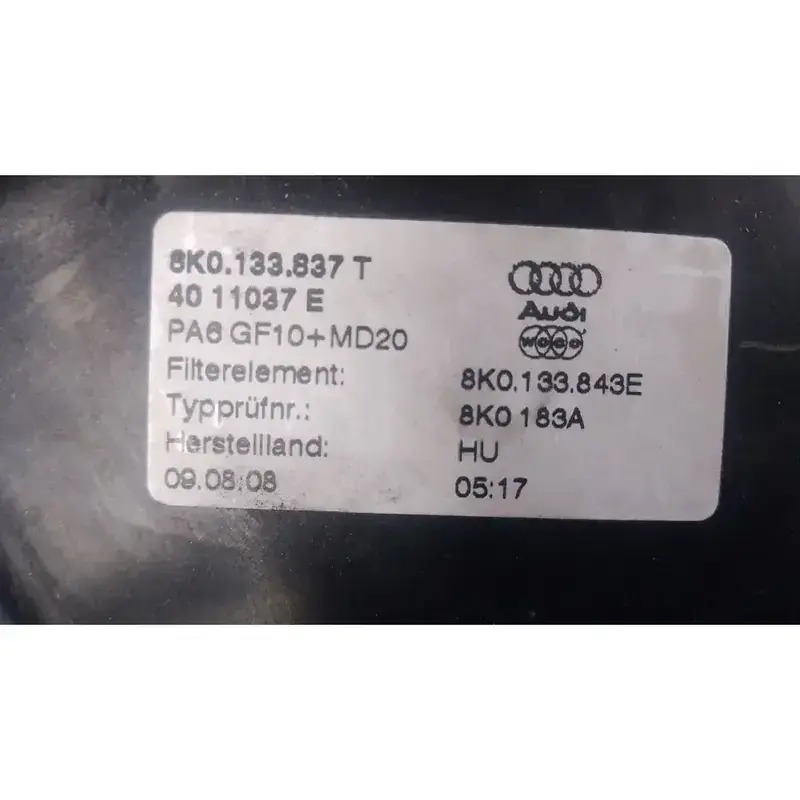 8K0.133.837 T
40 11037 E
PA6 GF10+MD20
Audi
WOCO
Filterelement: 8K0.133.843E
Typprüfnr.: 8K0 183A
Herstellland: HU
09.08:08 05:17